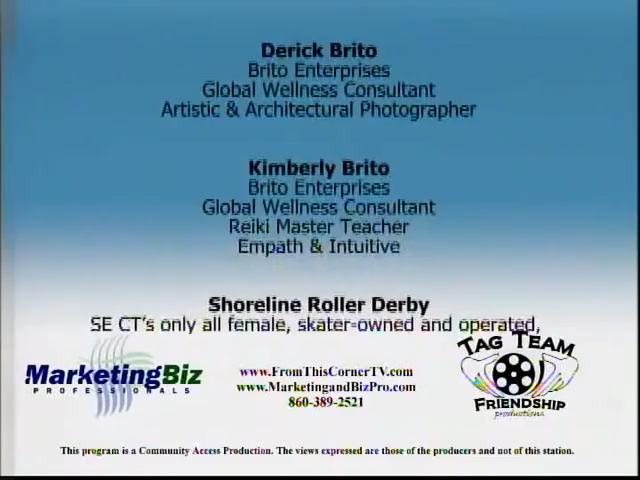 Derick Brito
Brito Enterprises
Global Wellness Consultant
Artistic & Architectural Photographer
Kimberly Brito
Brito Enterprises
Global Wellness Consultant
Reiki Master Teacher
Empath & Intuitive
Shoreline Roller Derby
SE CT's only all female, skater-owned and operated,
MarketingBiz
PROFESSIONALS
www.FromThisCornerTV.com
www.MarketingandBizPro.com
860-389-2521
TAG TEAM
FRIENDSHIP
productions
This program is a Community Access Production. The views expressed are those of the producers and not of this station.